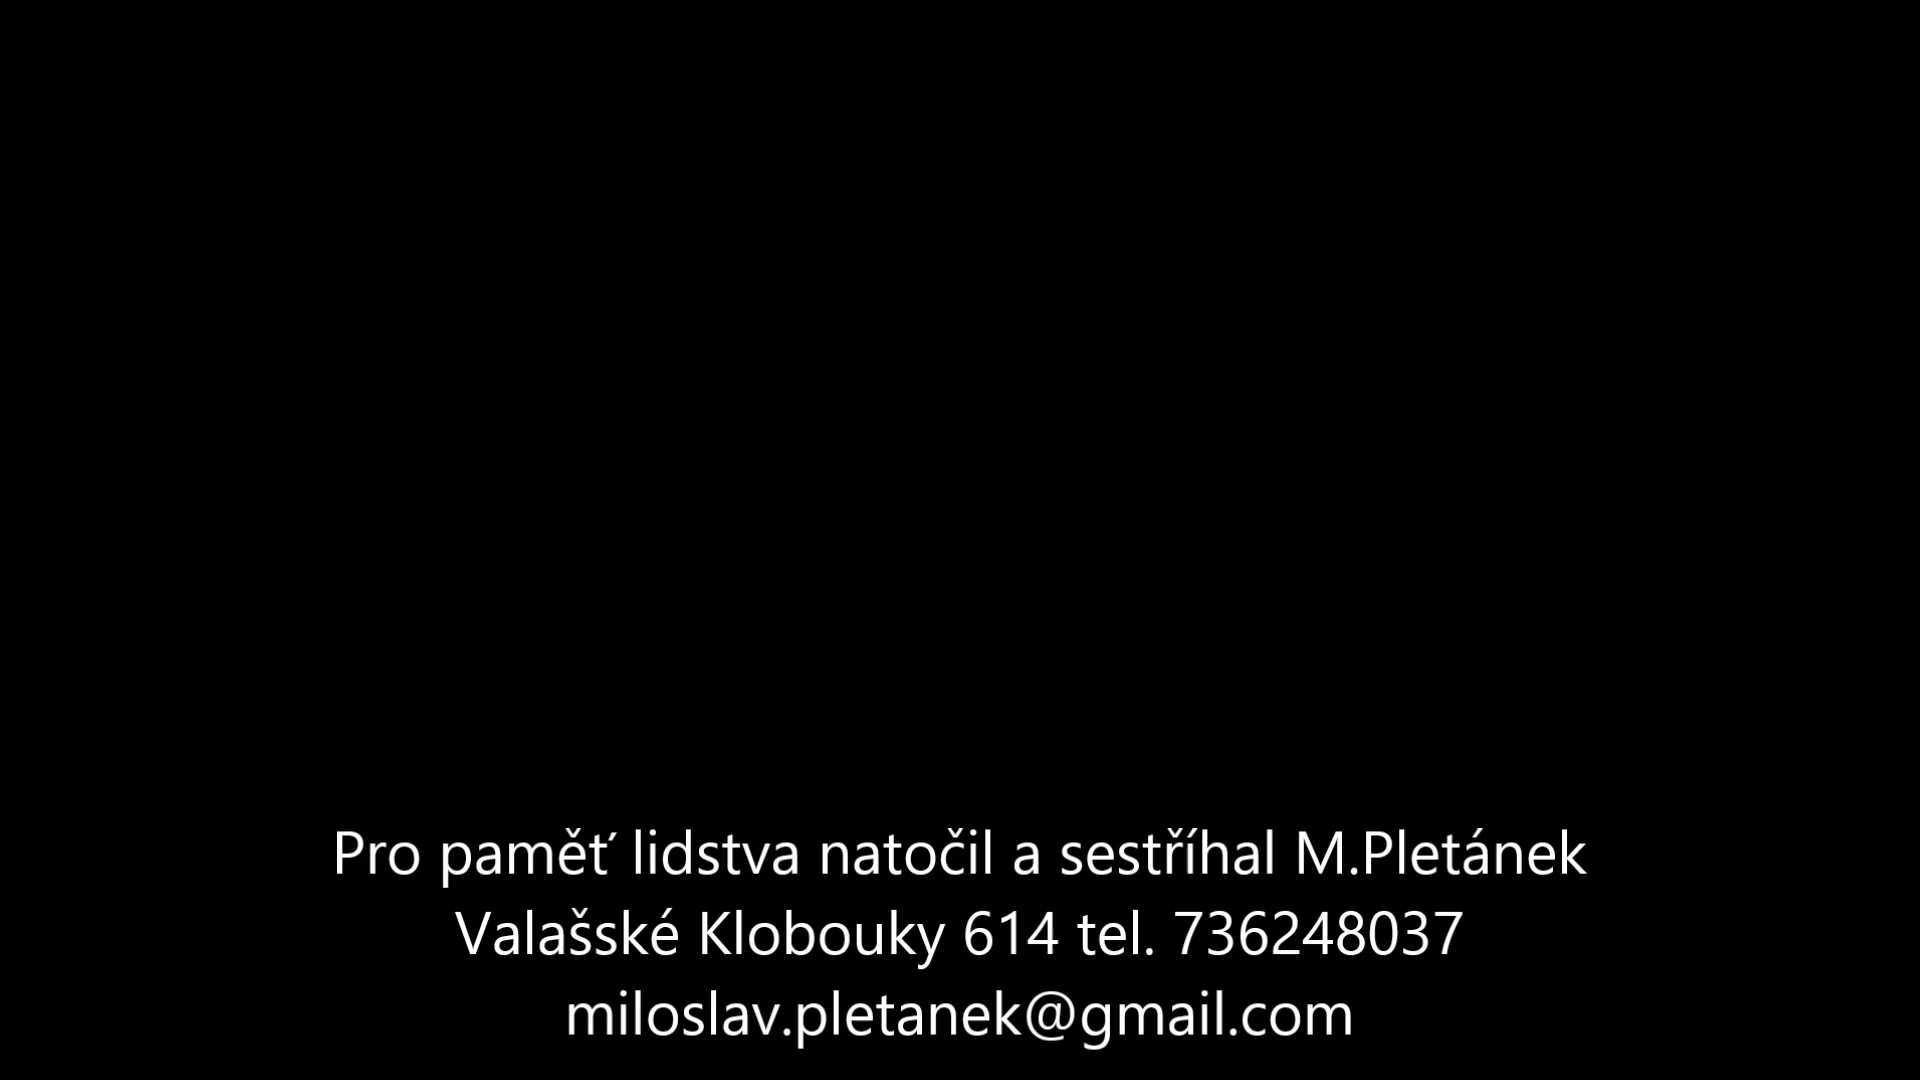 Pro paměť lidstva natočil a sestříhal M.Pletánek
Valašské Klobouky 614 tel. 736248037
miloslav.pletanek@gmail.com